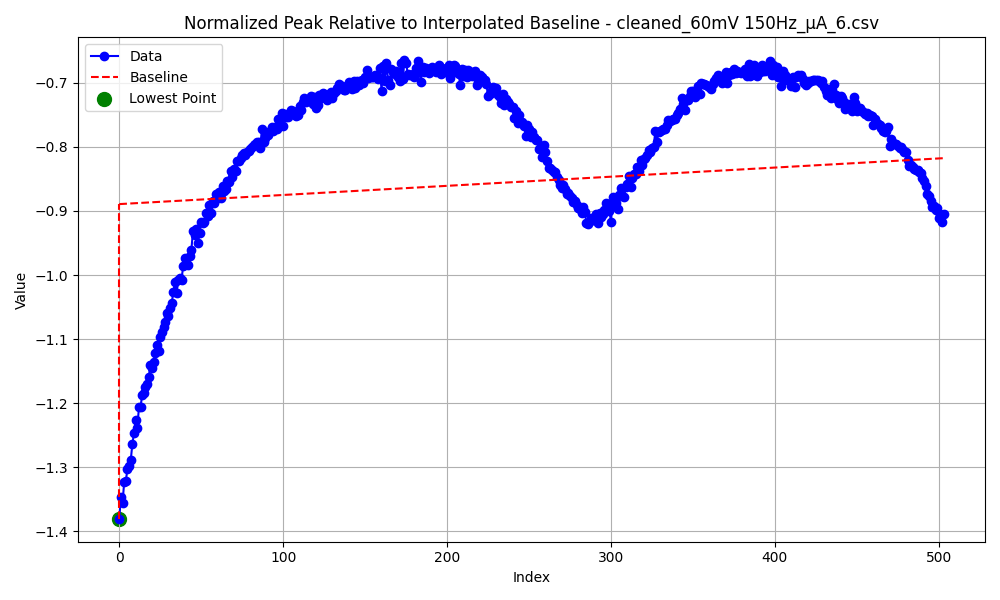 Normalized Peak Relative to Interpolated Baseline - cleaned_60mV 150Hz_μA_6.csv
Data
Baseline
Lowest Point
−0.7
−0.8
−0.9
−1.0
−1.1
−1.2
−1.3
−1.4
Value
0 100 200 300 400 500
Index